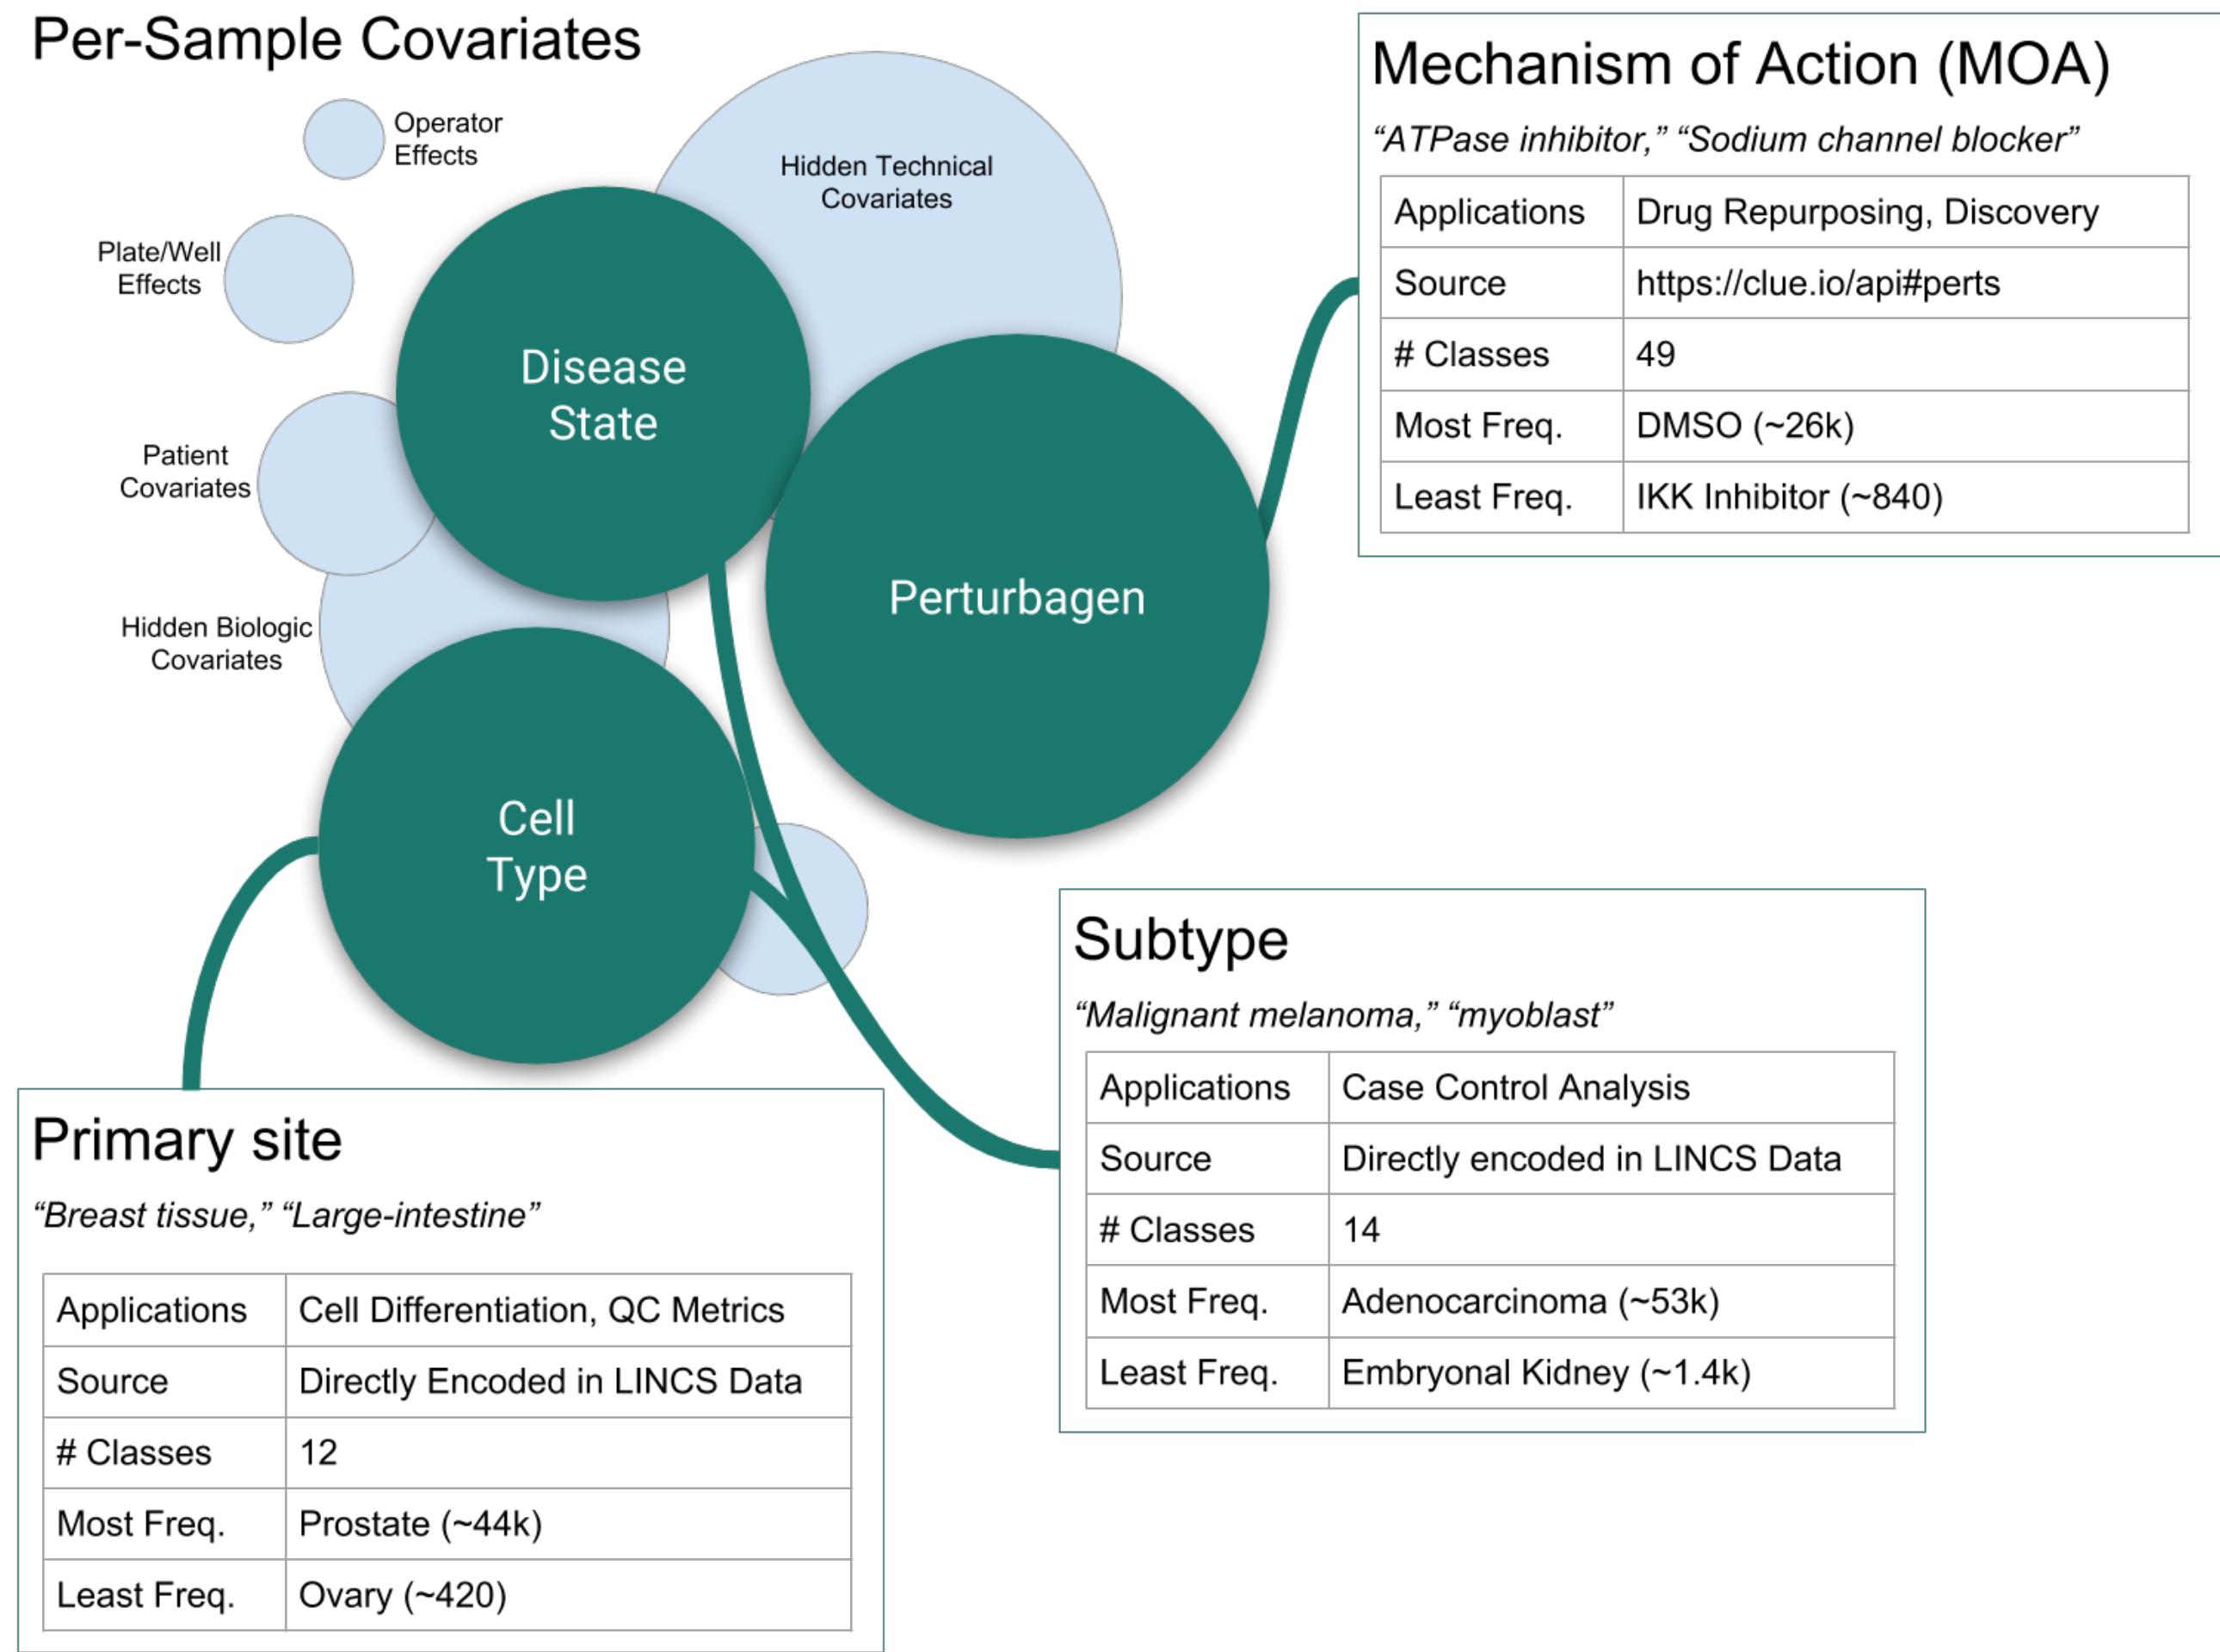 Per-Sample Covariates
Operator
Effects
Hidden Technical
Covariates
Plate/Well
Effects
Disease
State
Patient
Covariates
Perturbagen
Hidden Biologic
Covariates
Cell
Type
Mechanism of Action (MOA)
“ATPase inhibitor,” “Sodium channel blocker”
Applications Drug Repurposing, Discovery
Source https://clue.io/api#perts
# Classes 49
Most Freq. DMSO (~26k)
Least Freq. IKK Inhibitor (~840)
Subtype
“Malignant melanoma,” “myoblast”
Applications Case Control Analysis
Source Directly encoded in LINCS Data
# Classes 14
Most Freq. Adenocarcinoma (~53k)
Least Freq. Embryonal Kidney (~1.4k)
Primary site
“Breast tissue,” “Large-intestine”
Applications Cell Differentiation, QC Metrics
Source Directly Encoded in LINCS Data
# Classes 12
Most Freq. Prostate (~44k)
Least Freq. Ovary (~420)